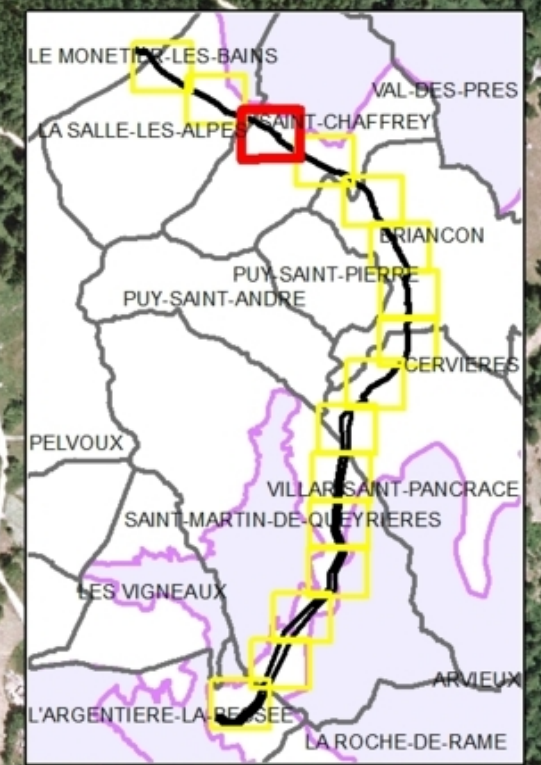 LE MONETIER-LES-BAINS
VAL-DES-PRES
SAINT-CHAFFREY
LA SALLE-LES-ALPES
BRIANCON
PUY-SAINT-PIERRE
PUY-SAINT-ANDRE
CERVIERES
PELVOUX
VILLAR-SAINT-PANCRACE
SAINT-MARTIN-DE-QUEYRIERES
LES VIGNEAUX
ARVIEUX
L'ARGENTIERE-LA-BESSEE
LA ROCHE-DE-RAME